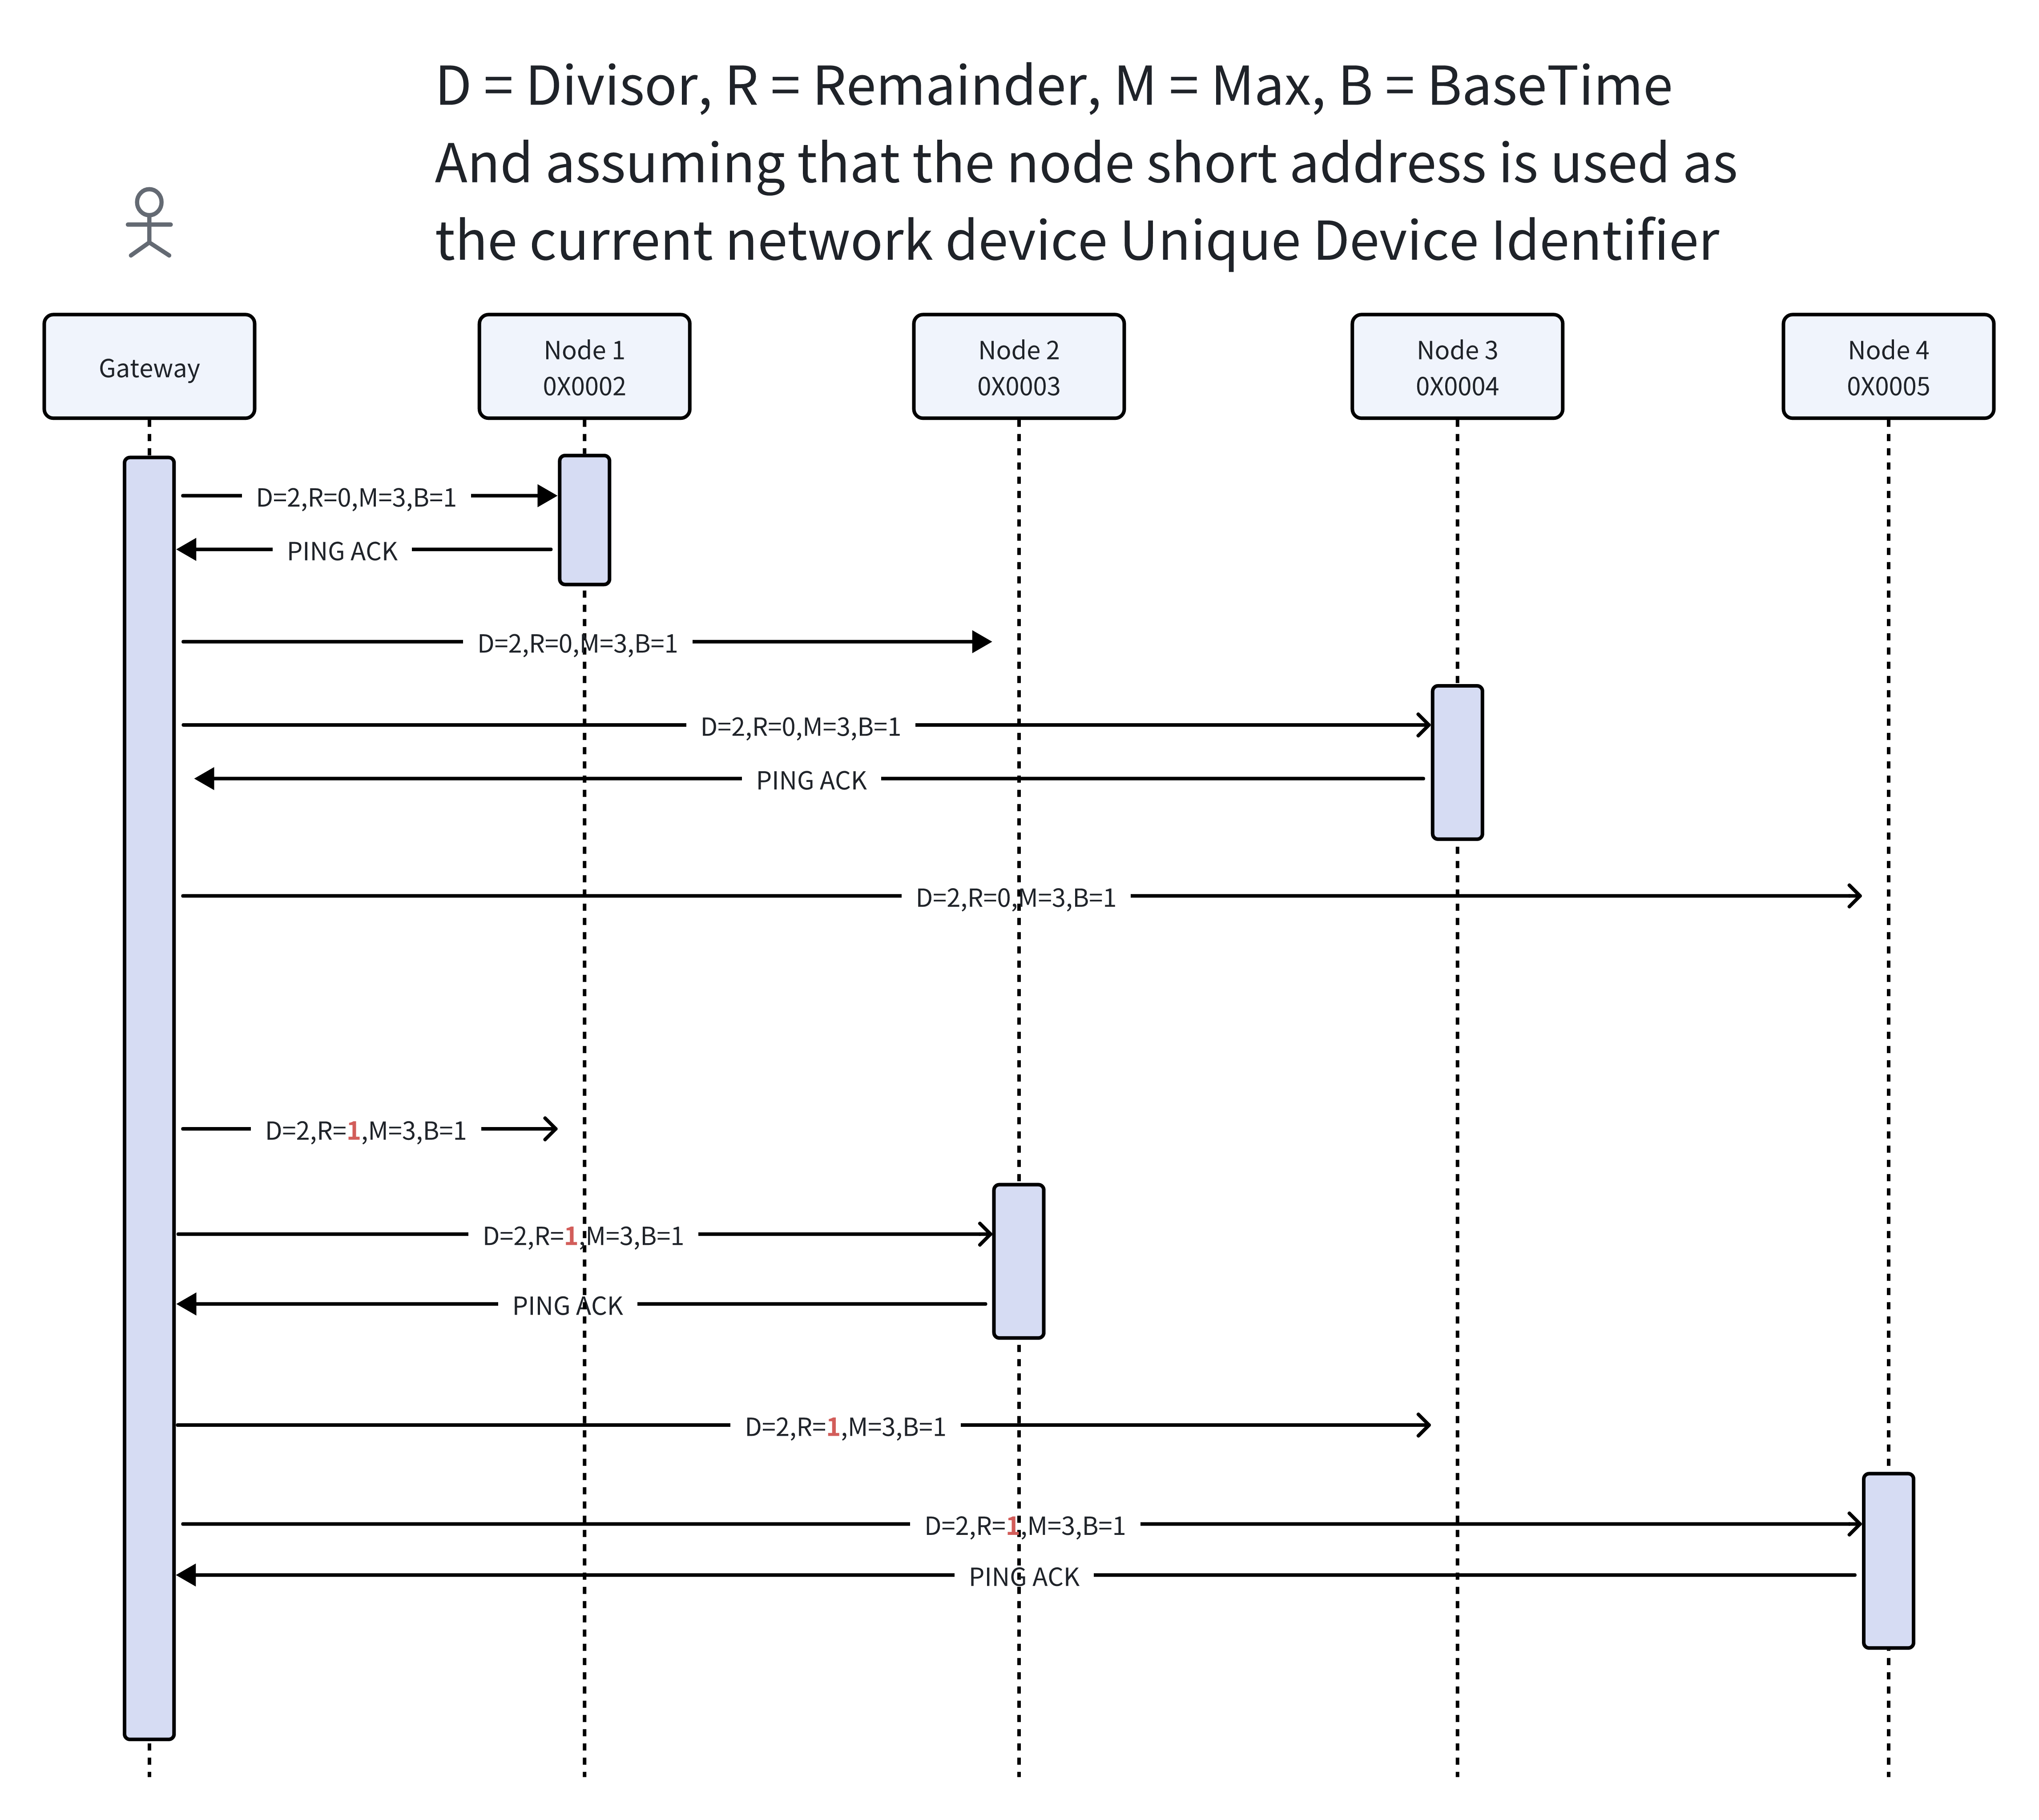 D = Divisor, R = Remainder, M = Max, B = BaseTime
And assuming that the node short address is used as
the current network device Unique Device Identifier
Gateway
Node 1
0X0002
Node 2
0X0003
Node 3
0X0004
Node 4
0X0005
D=2,R=0,M=3,B=1
PING ACK
D=2,R=0,M=3,B=1
D=2,R=0,M=3,B=1
PING ACK
D=2,R=0,M=3,B=1
D=2,R=1,M=3,B=1
D=2,R=1,M=3,B=1
PING ACK
D=2,R=1,M=3,B=1
D=2,R=1,M=3,B=1
PING ACK